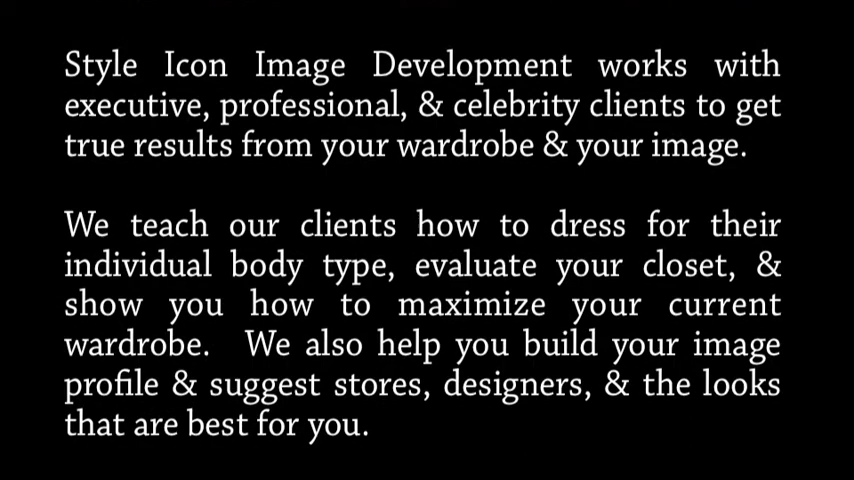 Style Icon Image Development works with
executive, professional, & celebrity clients to get
true results from your wardrobe & your image.
We teach our clients how to dress for their
individual body type, evaluate your closet, &
show you how to maximize your current
wardrobe. We also help you build your image
profile & suggest stores, designers, & the looks
that are best for you.